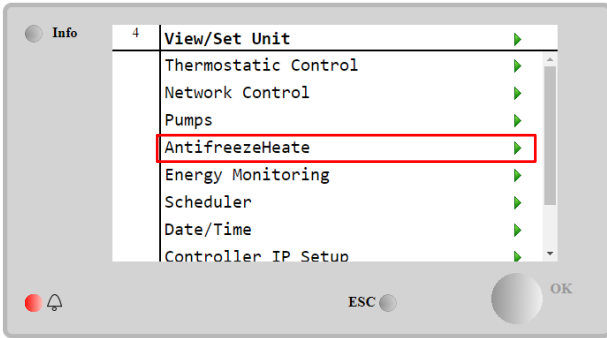 Info
4 View/Set Unit
Thermostatic Control
Network Control
Pumps
AntifreezeHeate
Energy Monitoring
Scheduler
Date/Time
Controller IP Setup
ESC
OK